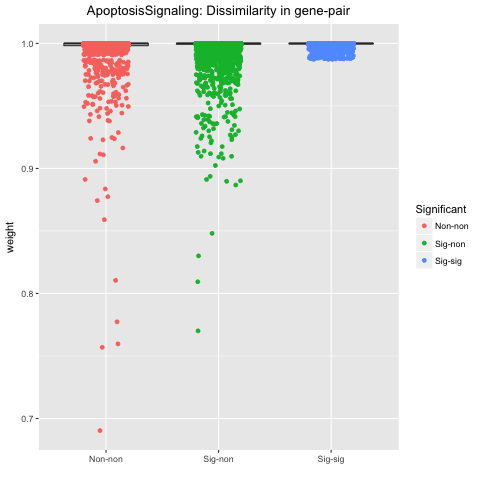 ApoptosisSignaling: Dissimilarity in gene-pair
weight
1.0
0.9
0.8
0.7
Non-non
Sig-non
Sig-sig
Significant
Non-non
Sig-non
Sig-sig